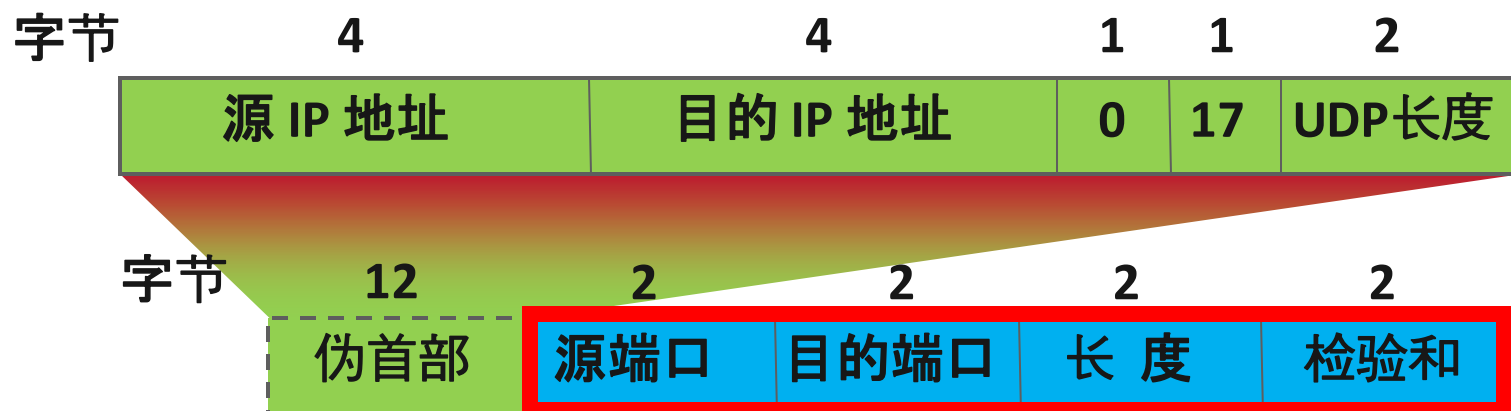 字节 4 4 1 1 2
源 IP 地址 目的 IP 地址 0 17 UDP长度
字节 12 2 2 2 2
伪首部 源端口 目的端口 长 度 检验和